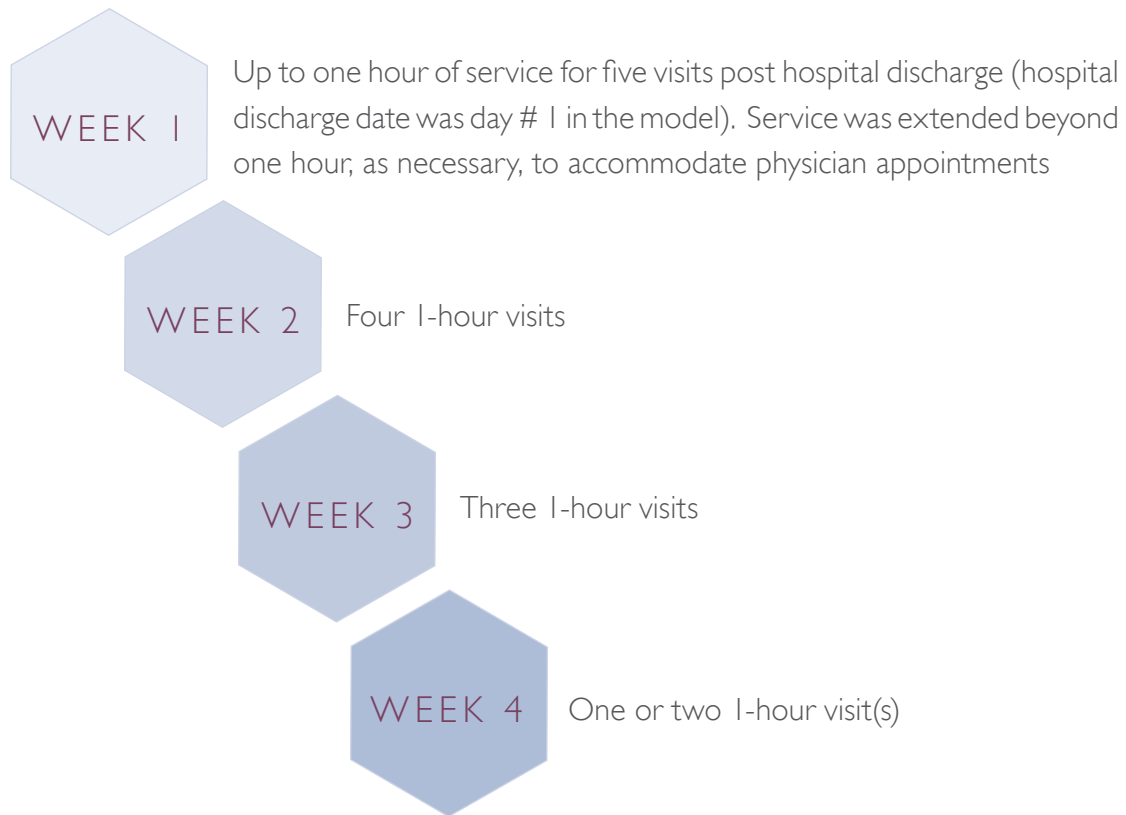 WEEK 1
Up to one hour of service for five visits post hospital discharge (hospital
discharge date was day # 1 in the model). Service was extended beyond
one hour, as necessary, to accommodate physician appointments
WEEK 2
Four 1-hour visits
WEEK 3
Three 1-hour visits
WEEK 4
One or two 1-hour visit(s)